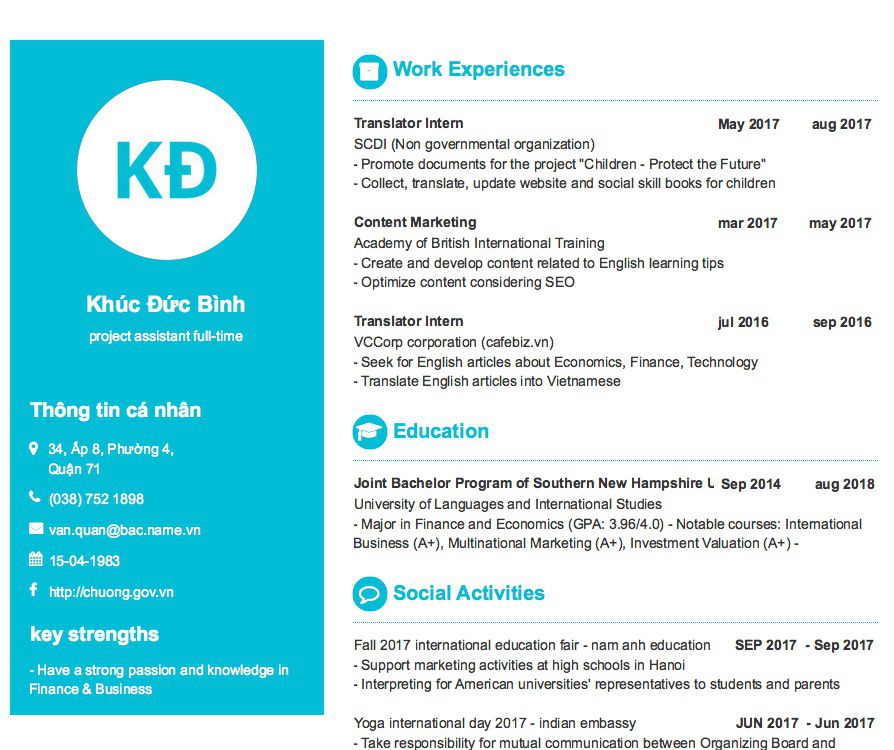 KĐ
Khúc Đức Bình
project assistant full-time
Thông tin cá nhân
34, Ấp 8, Phường 4,
Quận 71
(038) 752 1898
van.quan@bac.name.vn
15-04-1983
http://chuong.gov.vn
key strengths
- Have a strong passion and knowledge in
Finance & Business
Work Experiences
Translator Intern May 2017 aug 2017
SCDI (Non governmental organization)
- Promote documents for the project "Children - Protect the Future"
- Collect, translate, update website and social skill books for children
Content Marketing mar 2017 may 2017
Academy of British International Training
- Create and develop content related to English learning tips
- Optimize content considering SEO
Translator Intern jul 2016 sep 2016
VCCorp corporation (cafebiz.vn)
- Seek for English articles about Economics, Finance, Technology
- Translate English articles into Vietnamese
Education
Joint Bachelor Program of Southern New Hampshire U Sep 2014 aug 2018
University of Languages and International Studies
- Major in Finance and Economics (GPA: 3.96/4.0) - Notable courses: International
Business (A+), Multinational Marketing (A+), Investment Valuation (A+) -
Social Activities
Fall 2017 international education fair - nam anh education SEP 2017 - Sep 2017
- Support marketing activities at high schools in Hanoi
- Interpreting for American universities' representatives to students and parents
Yoga international day 2017 - indian embassy JUN 2017 - Jun 2017
- Take responsibility for mutual communication between Organizing Board and